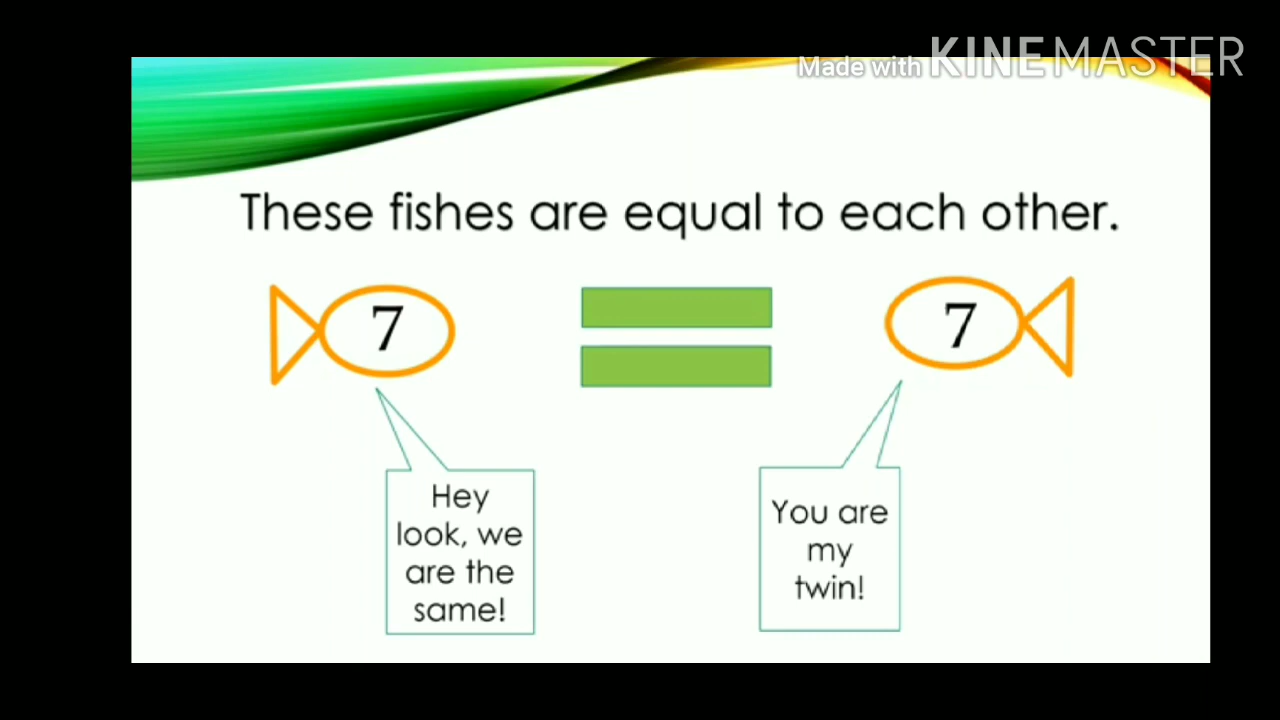 Made with KINEMASTER
These fishes are equal to each other.
7
7
Hey
look, we
are the
same!
You are
my
twin!